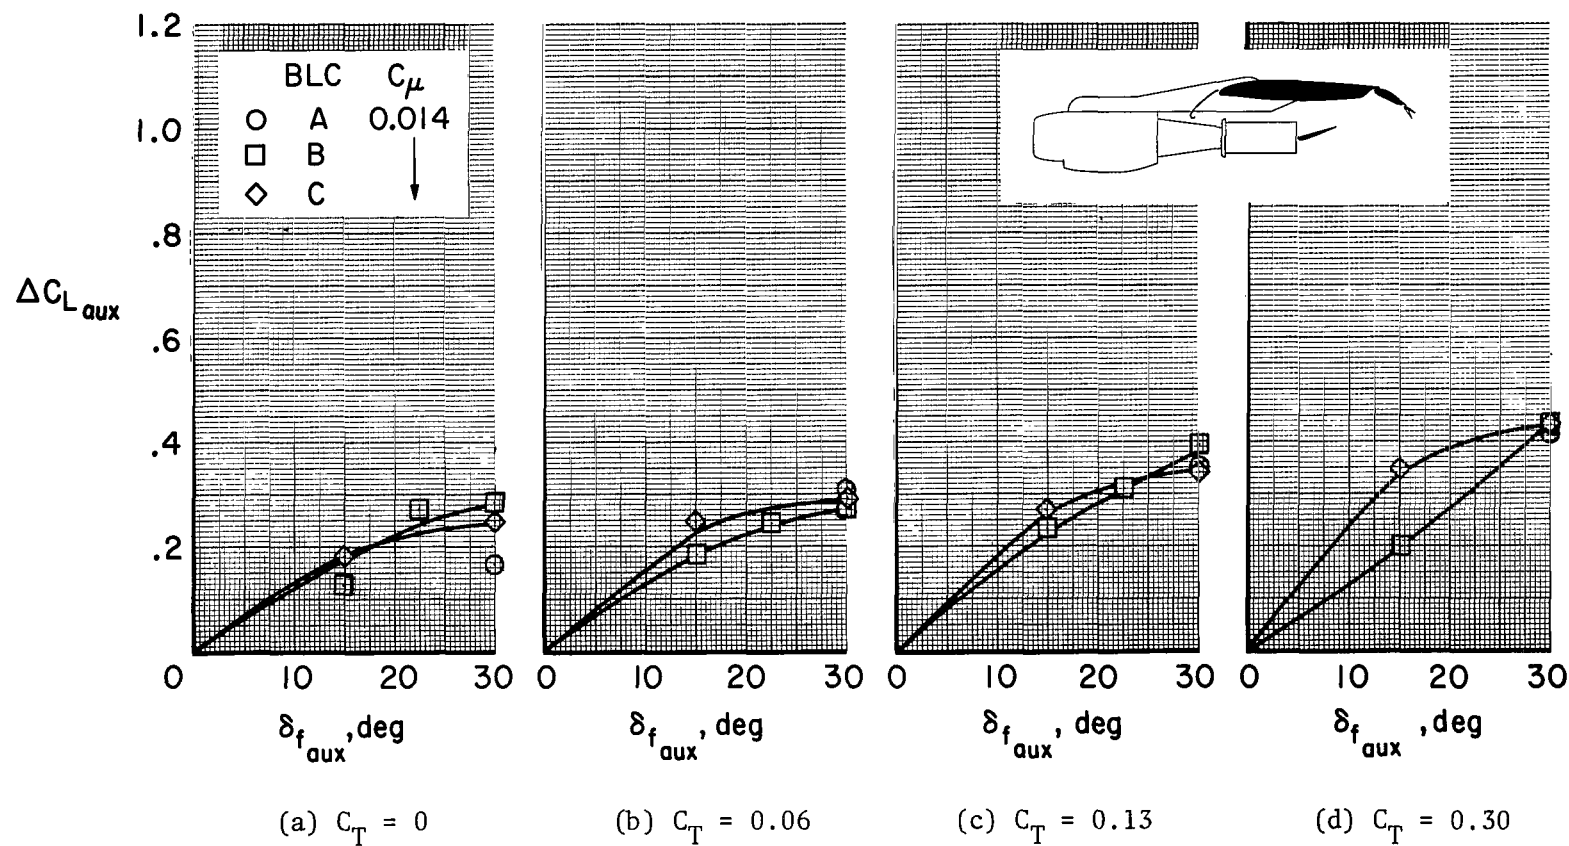 1.2
1.0
.8
.6
.4
.2
0
ΔC_L aux
BLC C_μ
○ A 0.014
□ B
◇ C
0 10 20 30 0 10 20 30 0 10 20 30 0 10 20 30
δ_f aux, deg δ_f aux, deg δ_f aux, deg δ_f aux, deg
(a) C_T = 0 (b) C_T = 0.06 (c) C_T = 0.13 (d) C_T = 0.30